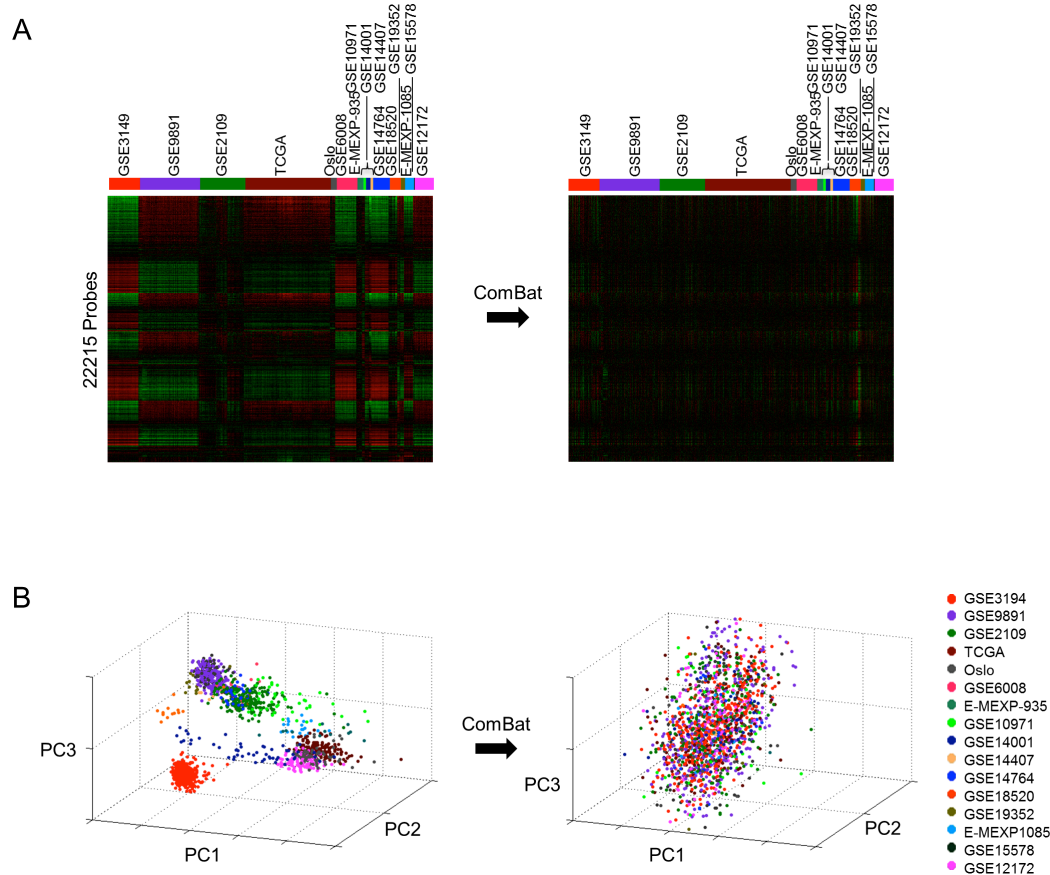 A
GSE3149
GSE9891
GSE2109
TCGA
Oslo
GSE6008
E-MEXP-935
GSE10971
GSE14001
GSE14764
GSE14407
GSE18520
GSE19352
E-MEXP-1085
GSE15578
GSE12172
22215 Probes
ComBat
GSE3149
GSE9891
GSE2109
TCGA
Oslo
GSE6008
E-MEXP-935
GSE10971
GSE14001
GSE14764
GSE14407
GSE18520
GSE19352
E-MEXP-1085
GSE15578
GSE12172
B
PC3
PC1
PC2
ComBat
PC3
PC1
PC2
GSE3194
GSE9891
GSE2109
TCGA
Oslo
GSE6008
E-MEXP-935
GSE10971
GSE14001
GSE14407
GSE14764
GSE18520
GSE19352
E-MEXP1085
GSE15578
GSE12172